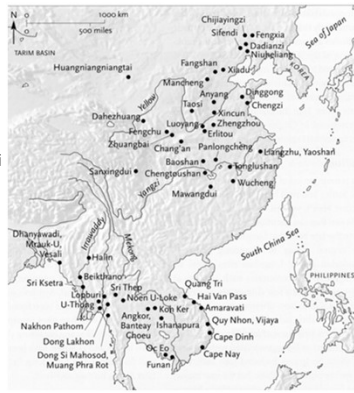 N
0 1000 km
0 500 miles
TARIM BASIN
Chijiayingzi
Sifendi Fengxia
Dadianzi
Niuheliang
Sea of Japan
KOREA
Fangshan
Xiadu
Huangniangniangtai
Mancheng
Anyang
Dinggong
Chengzi
Taosi
Xincun
Yellow
Dahezhuang
Luoyang
Zhengzhou
Fengchu
Erlitou
Zhuangbai
Chang'an
Panlongcheng
Liangzhu, Yaoshan
Baoshan
Tonglushan
Sanxingdui
Chengtoushan
Wucheng
Yangzi
Mawangdui
Dhanyawadi,
Mrauk-U,
Vesali
Irrawaddy
Mekong
South China Sea
PHILIPPINES
Halin
Beikthano
Sri Ksetra
Sri Thep
Quang Tri
Lopburi
Noen U-Loke
Hai Van Pass
U-Thong
Koh Ker
Amaravati
Nakhon Pathom
Angkor,
Banteay
Choeu
Ishanapura
Quy Nhon, Vijaya
Dong Lakhon
Cape Dinh
Dong Si Mahosod,
Muang Phra Rot
Oc Eo
Cape Nay
Funan